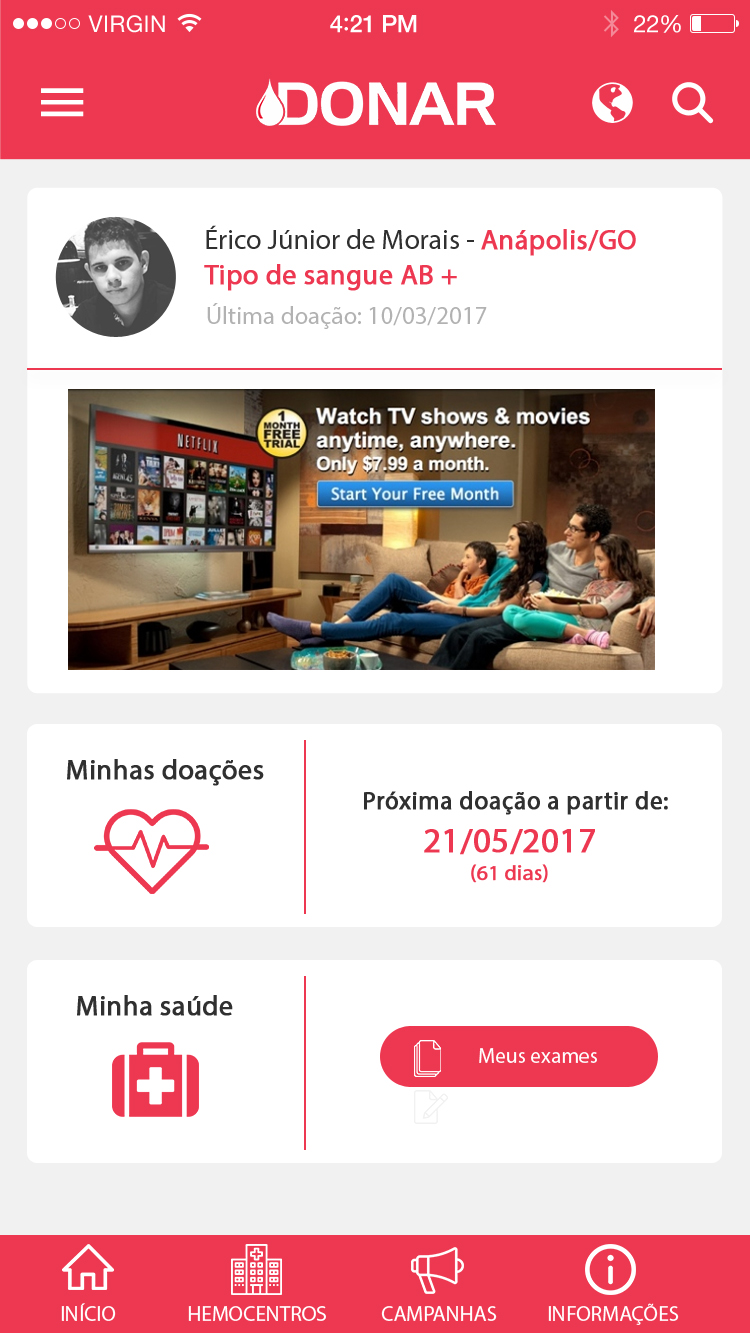 VIRGIN 4:21 PM 22%
DONAR
Érico Júnior de Morais - Anápolis/GO
Tipo de sangue AB +
Última doação: 10/03/2017
NETFLIX
1 MONTH FREE TRIAL
Watch TV shows & movies
anytime, anywhere.
Only $7.99 a month.
Start Your Free Month
Minhas doações
Próxima doação a partir de:
21/05/2017
(61 dias)
Minha saúde
Meus exames
INÍCIO HEMOCENTROS CAMPANHAS INFORMAÇÕES